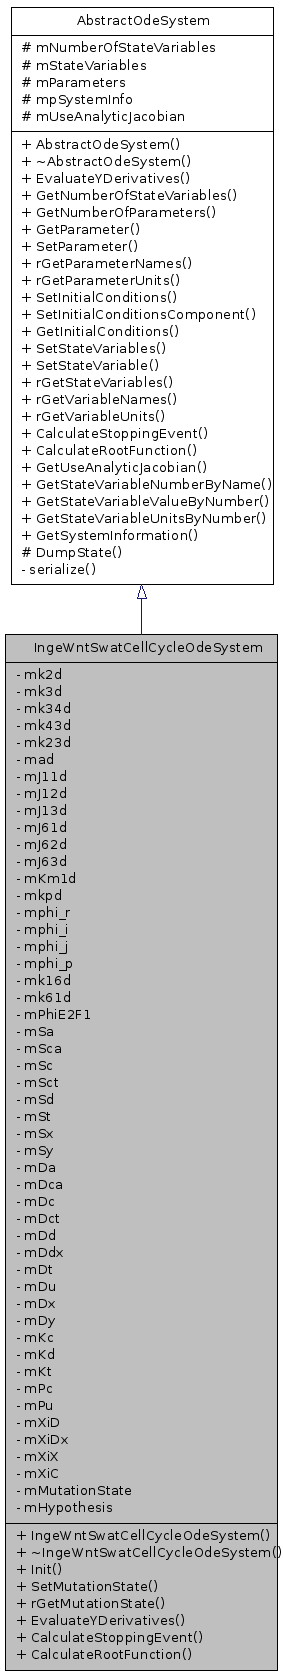 AbstractOdeSystem
# mNumberOfStateVariables
# mStateVariables
# mParameters
# mpSystemInfo
# mUseAnalyticJacobian
+ AbstractOdeSystem()
+ ~AbstractOdeSystem()
+ EvaluateYDerivatives()
+ GetNumberOfStateVariables()
+ GetNumberOfParameters()
+ GetParameter()
+ SetParameter()
+ rGetParameterNames()
+ rGetParameterUnits()
+ SetInitialConditions()
+ SetInitialConditionsComponent()
+ GetInitialConditions()
+ SetStateVariables()
+ SetStateVariable()
+ rGetStateVariables()
+ rGetVariableNames()
+ rGetVariableUnits()
+ CalculateStoppingEvent()
+ CalculateRootFunction()
+ GetUseAnalyticJacobian()
+ GetStateVariableNumberByName()
+ GetStateVariableValueByNumber()
+ GetStateVariableUnitsByNumber()
+ GetSystemInformation()
# DumpState()
- serialize()
IngeWntSwatCellCycleOdeSystem
- mk2d
- mk3d
- mk34d
- mk43d
- mk23d
- mad
- mJ11d
- mJ12d
- mJ13d
- mJ61d
- mJ62d
- mJ63d
- mKm1d
- mkpd
- mphi_r
- mphi_i
- mphi_j
- mphi_p
- mk16d
- mk61d
- mPhiE2F1
- mSa
- mSca
- mSc
- mSct
- mSd
- mSt
- mSx
- mSy
- mDa
- mDca
- mDc
- mDct
- mDd
- mDdx
- mDt
- mDu
- mDx
- mDy
- mKc
- mKd
- mKt
- mPc
- mPu
- mXiD
- mXiDx
- mXiX
- mXiC
- mMutationState
- mHypothesis
+ IngeWntSwatCellCycleOdeSystem()
+ ~IngeWntSwatCellCycleOdeSystem()
+ Init()
+ SetMutationState()
+ rGetMutationState()
+ EvaluateYDerivatives()
+ CalculateStoppingEvent()
+ CalculateRootFunction()